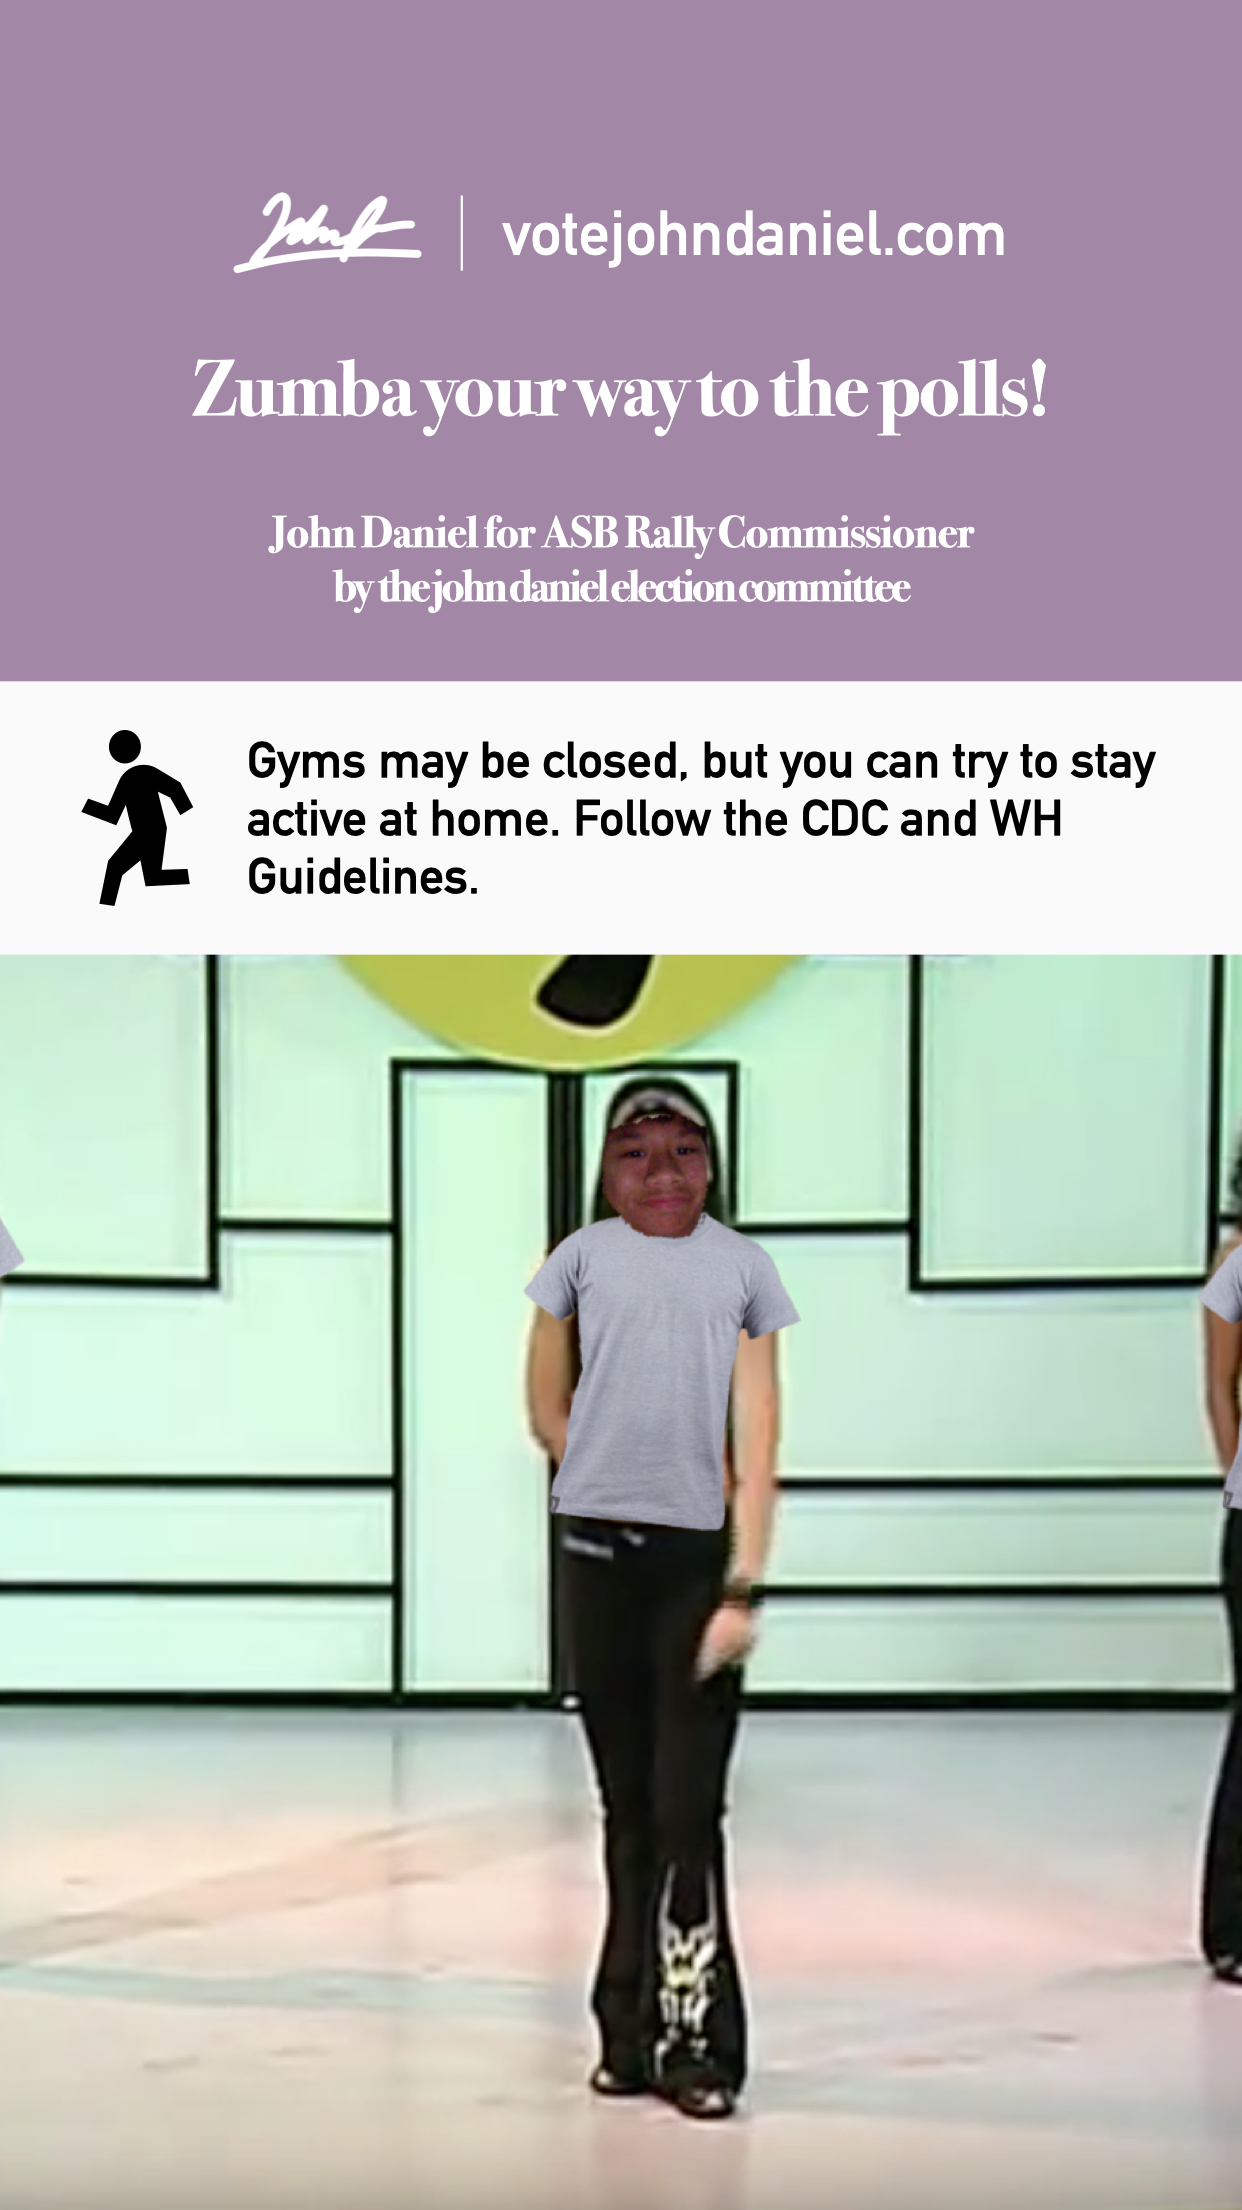 John
votejohndaniel.com
Zumba your way to the polls!
John Daniel for ASB Rally Commissioner
by the john daniel election committee
Gyms may be closed, but you can try to stay
active at home. Follow the CDC and WH
Guidelines.